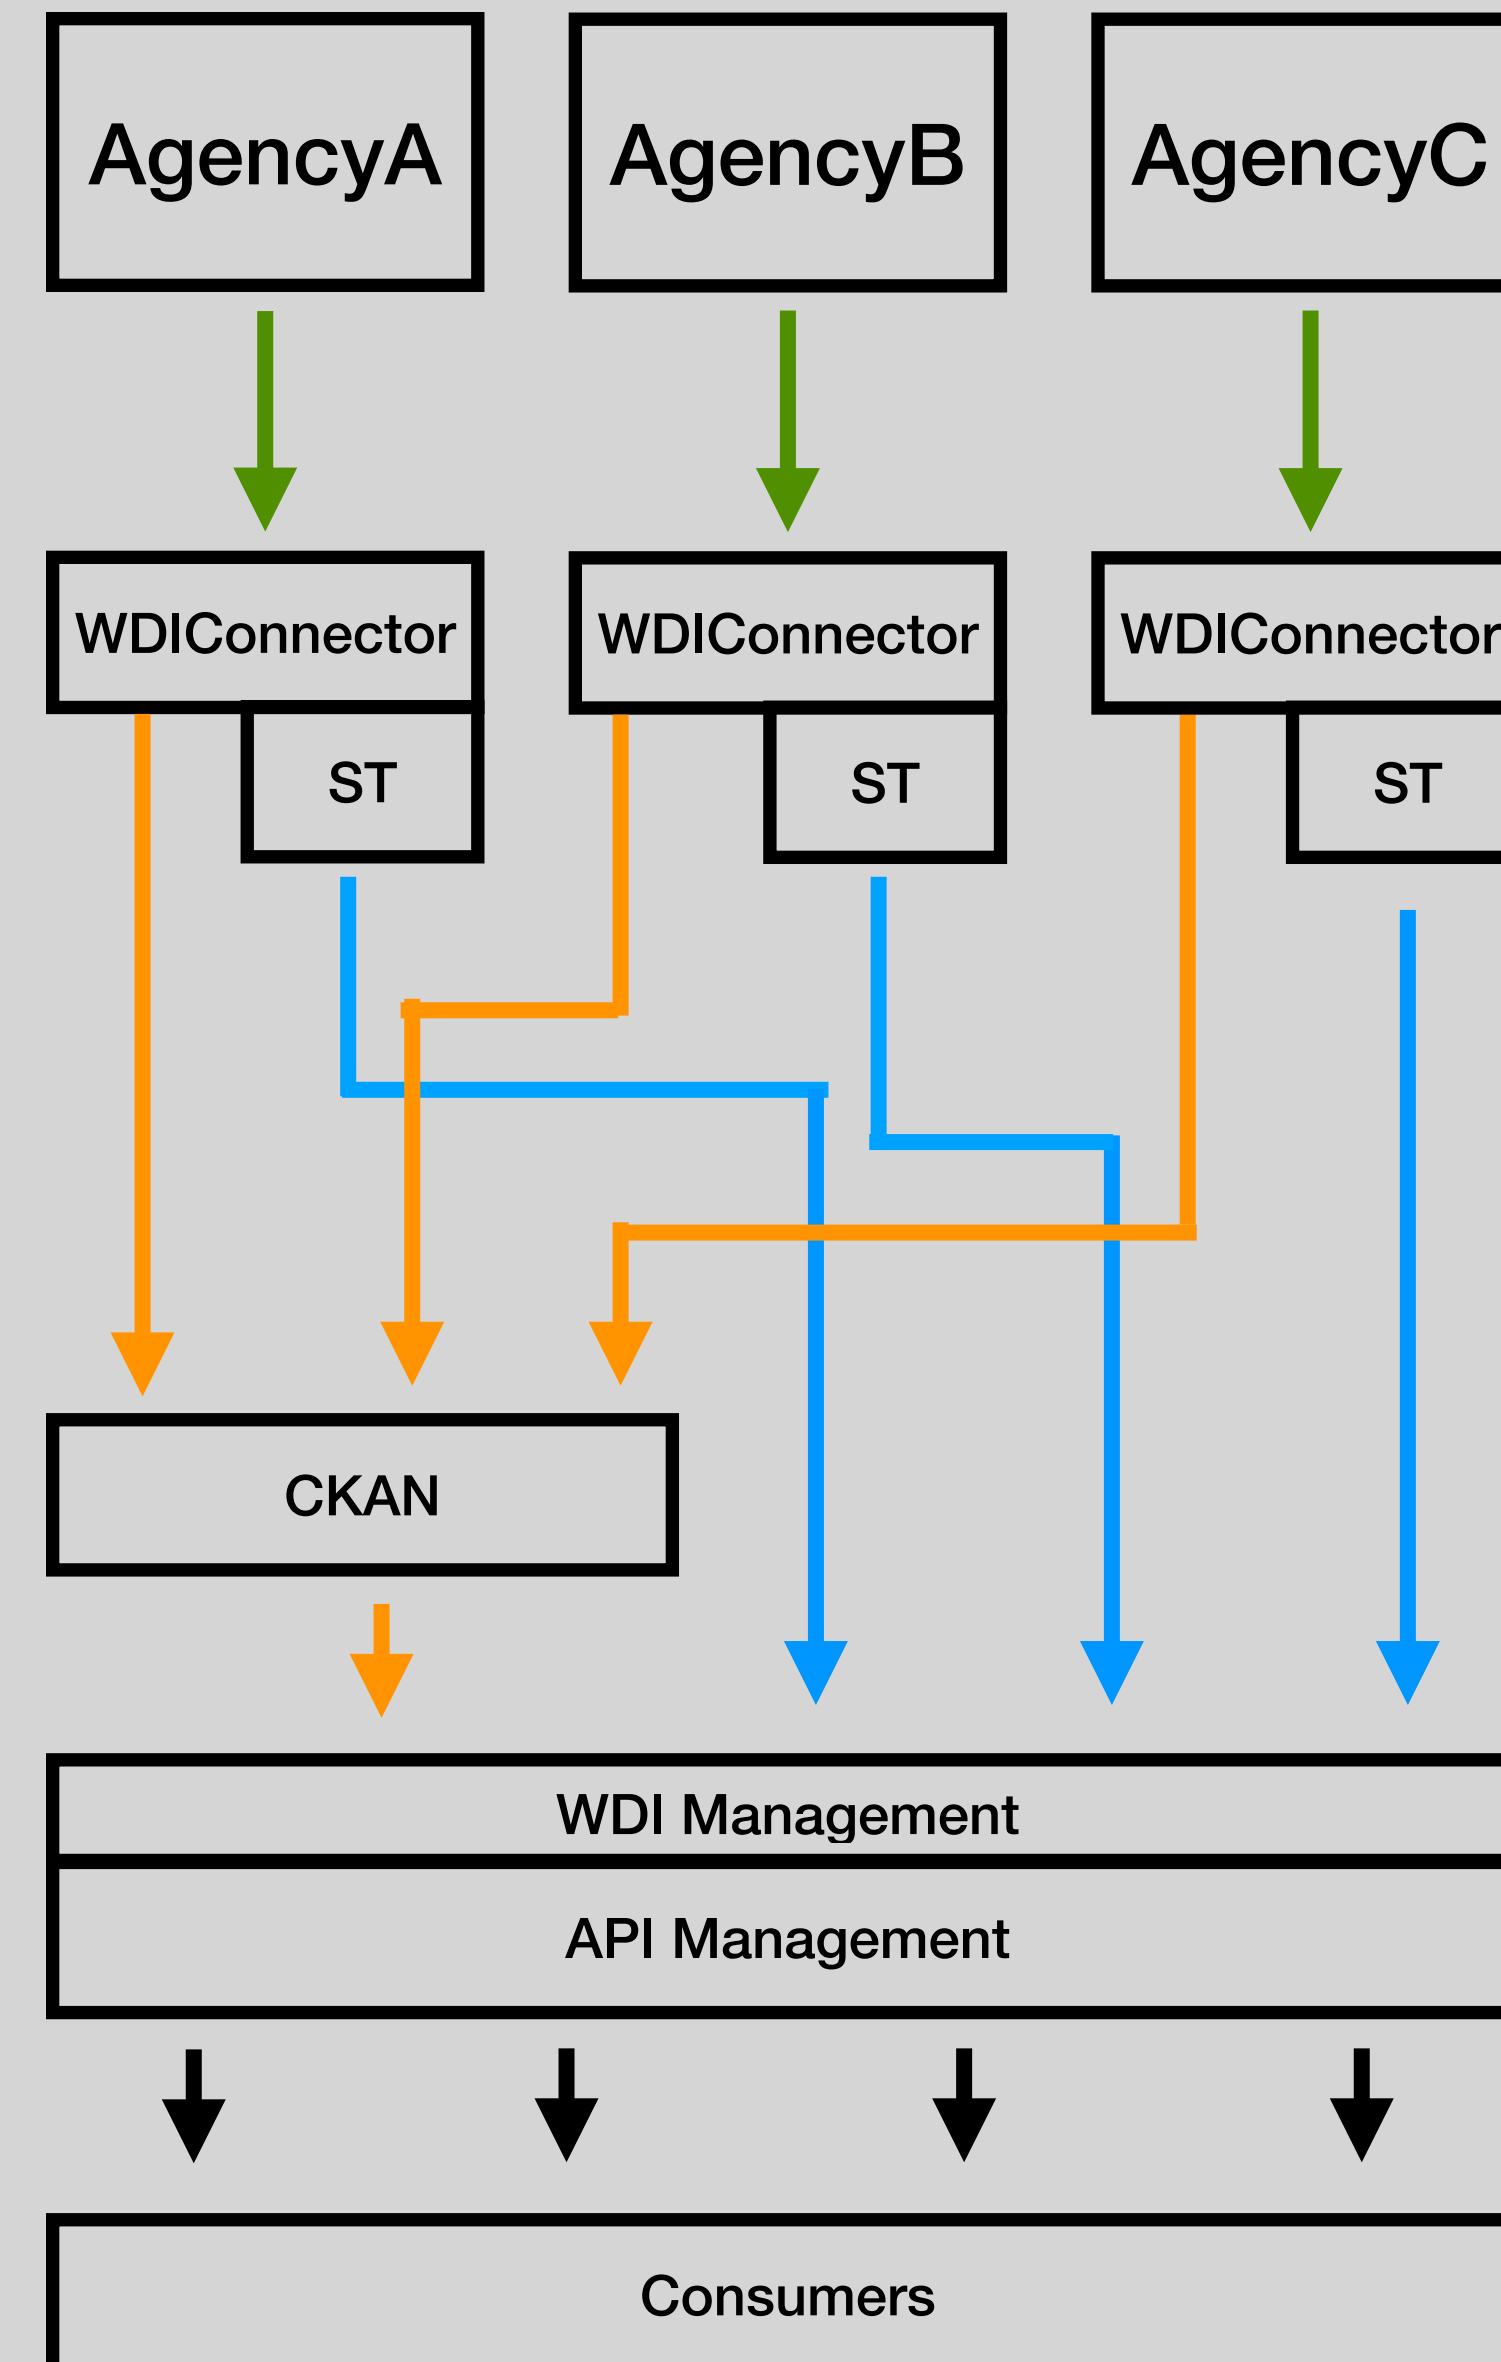 AgencyA
AgencyB
AgencyC
WDIConnector
WDIConnector
WDIConnector
ST
ST
ST
CKAN
WDI Management
API Management
Consumers